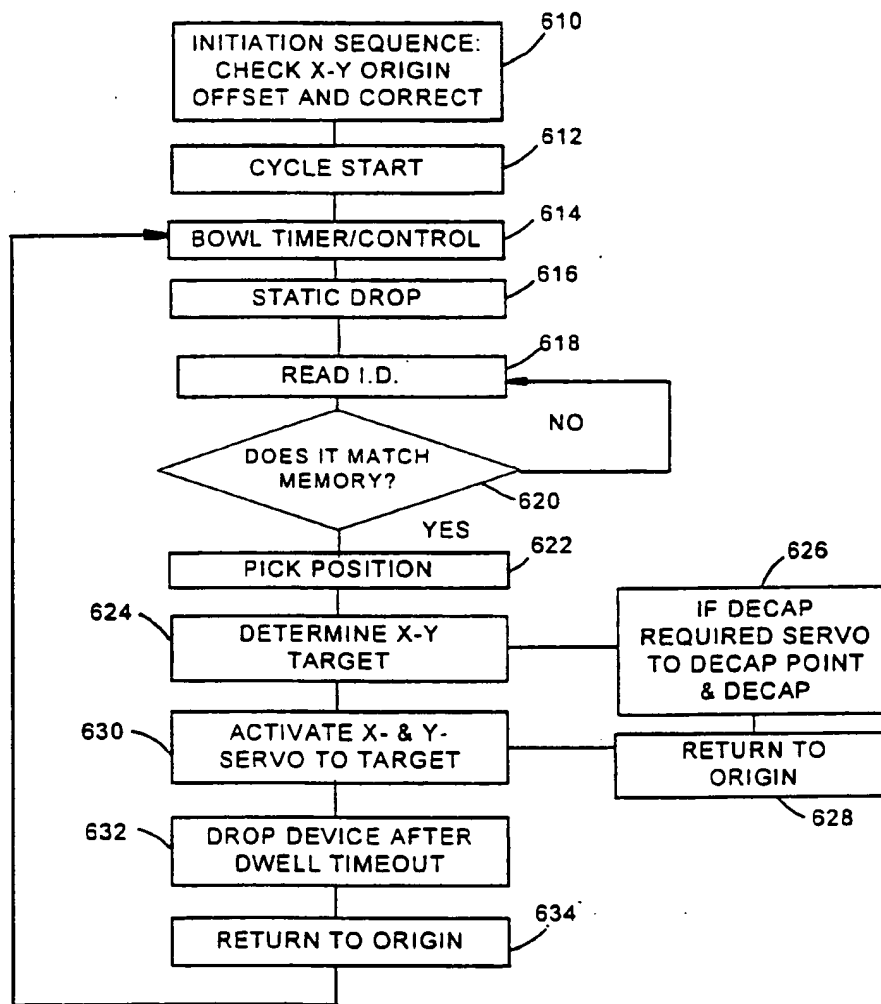 610
INITIATION SEQUENCE:
CHECK X-Y ORIGIN
OFFSET AND CORRECT
612
CYCLE START
614
BOWL TIMER/CONTROL
616
STATIC DROP
618
READ I.D.
NO
DOES IT MATCH
MEMORY?
620
YES
622
PICK POSITION
624
DETERMINE X-Y
TARGET
626
IF DECAP
REQUIRED SERVO
TO DECAP POINT
& DECAP
630
ACTIVATE X- & Y-
SERVO TO TARGET
RETURN TO
ORIGIN
628
632
DROP DEVICE AFTER
DWELL TIMEOUT
634
RETURN TO ORIGIN